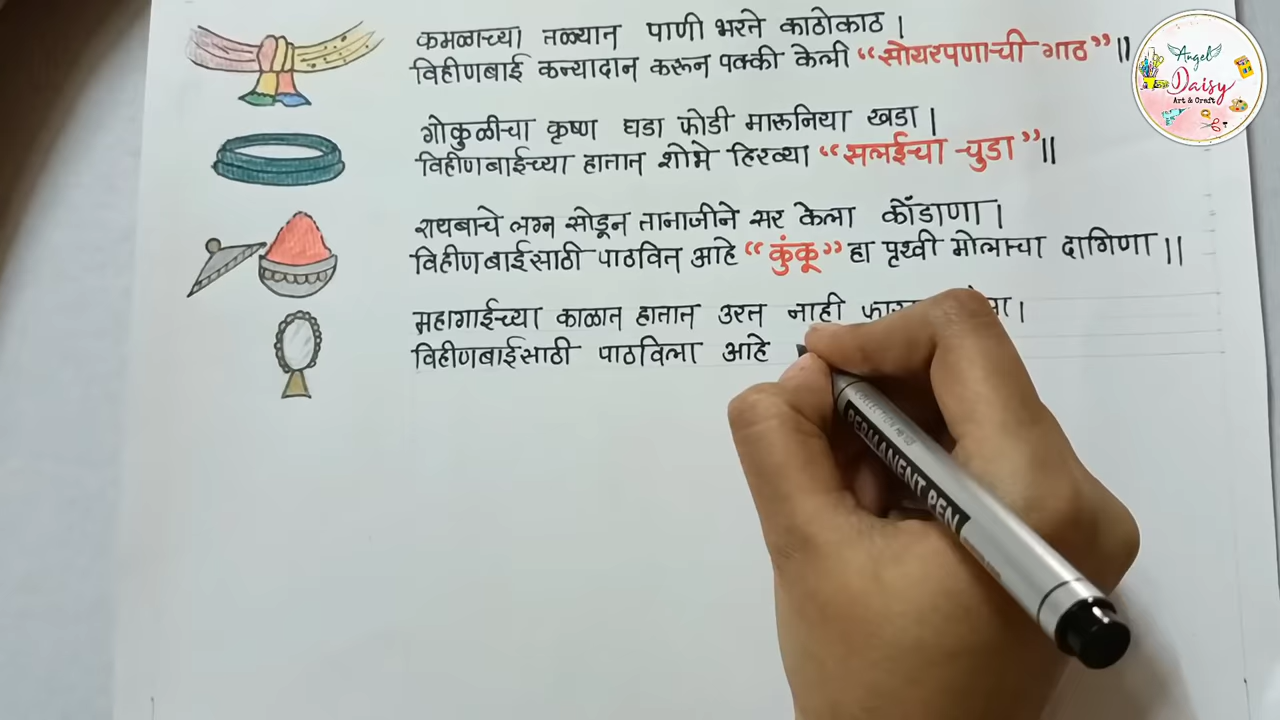 कमळाच्या तळ्यात पाणी भरते काठोकाठ |
विहीणबाई कन्यादान करून पक्की केली “सोयरपणाची गाठ” ||
गोकुळीचा कृष्ण घडा फोडी मारूनिया खडा |
विहीणबाईच्या हातात शोभे हिरव्या “सलईचा चुडा” ||
रायबाचे लग्न सोडून तानाजीने सर केला कोंडाणा |
विहीणबाईसाठी पाठवित आहे “कुंकू” हा पृथ्वी मोलाचा दागिणा ||
महागाईच्या काळात हातात उरत नाही |
विहीणबाईसाठी पाठविला आहे
Angel Daisy
Art & Craft
PERMANENT PEN